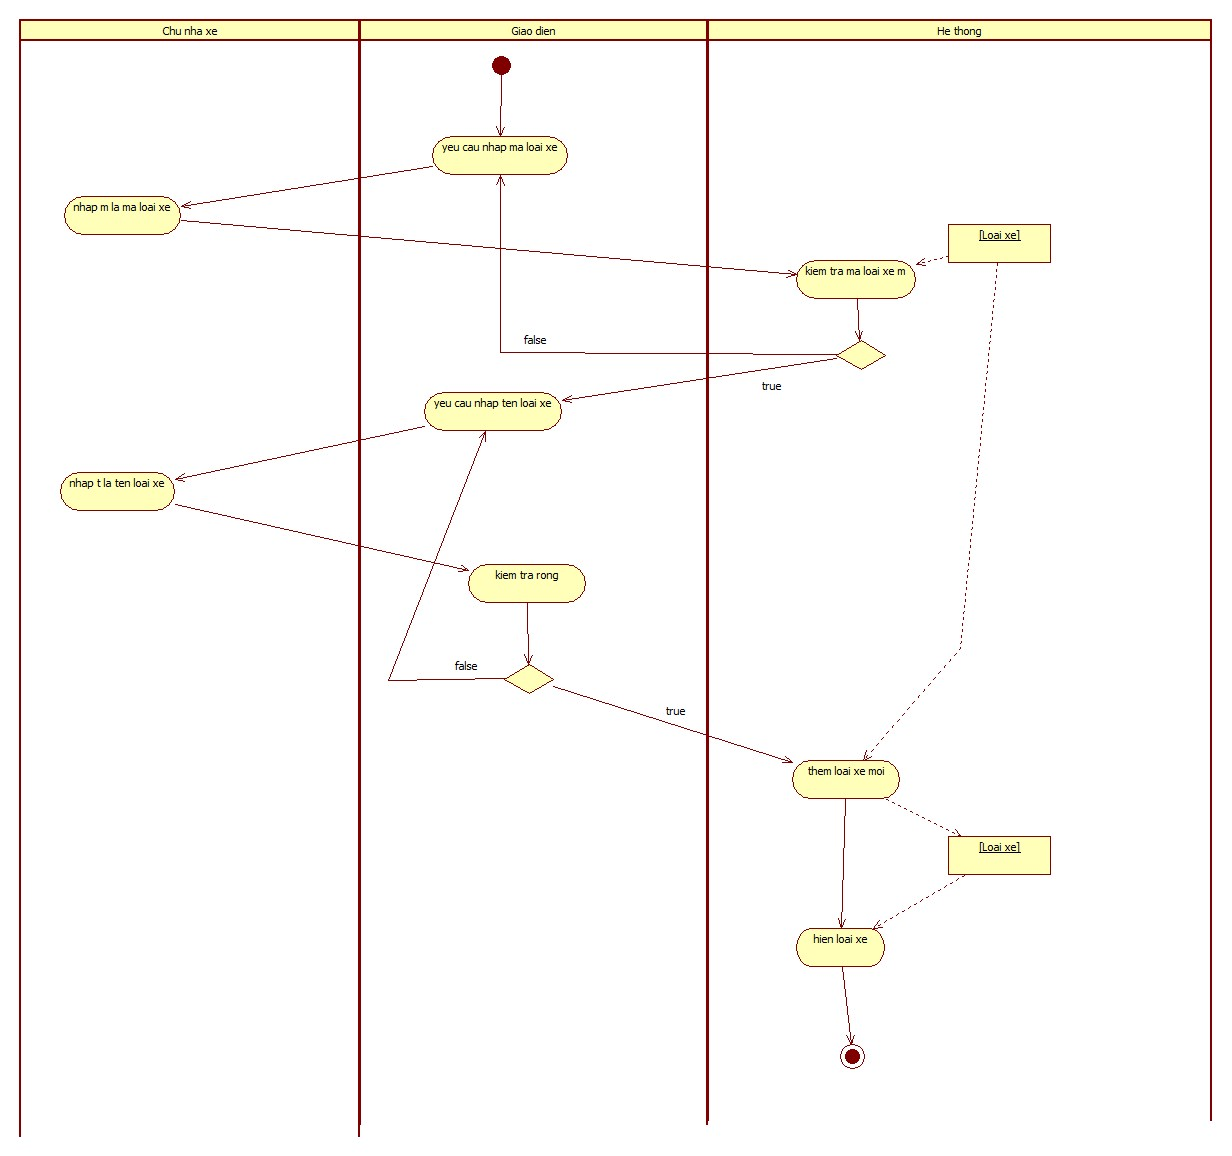 Chu nha xe
Giao dien
He thong
yeu cau nhap ma loai xe
nhap m la ma loai xe
[Loai xe]
kiem tra ma loai xe m
false
true
yeu cau nhap ten loai xe
nhap t la ten loai xe
kiem tra rong
false
true
them loai xe moi
[Loai xe]
hien loai xe